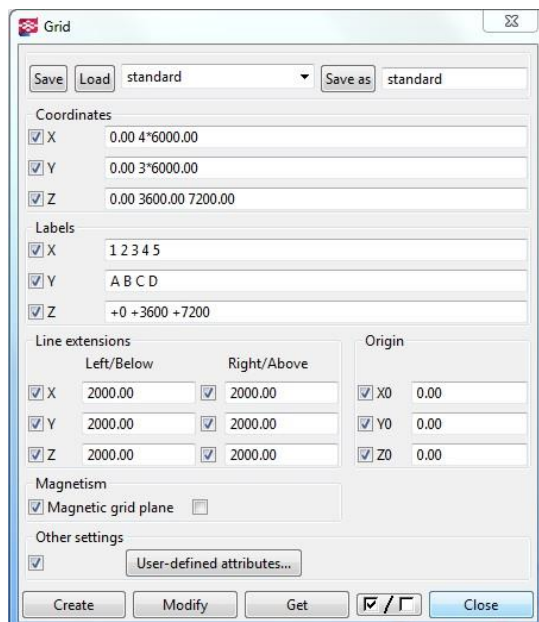 Grid
Save Load standard Save as standard
Coordinates
X 0.00 4*6000.00
Y 0.00 3*6000.00
Z 0.00 3600.00 7200.00
Labels
X 1 2 3 4 5
Y A B C D
Z +0 +3600 +7200
Line extensions Origin
Left/Below Right/Above
X 2000.00 2000.00 X0 0.00
Y 2000.00 2000.00 Y0 0.00
Z 2000.00 2000.00 Z0 0.00
Magnetism
Magnetic grid plane
Other settings
User-defined attributes...
Create Modify Get / Close